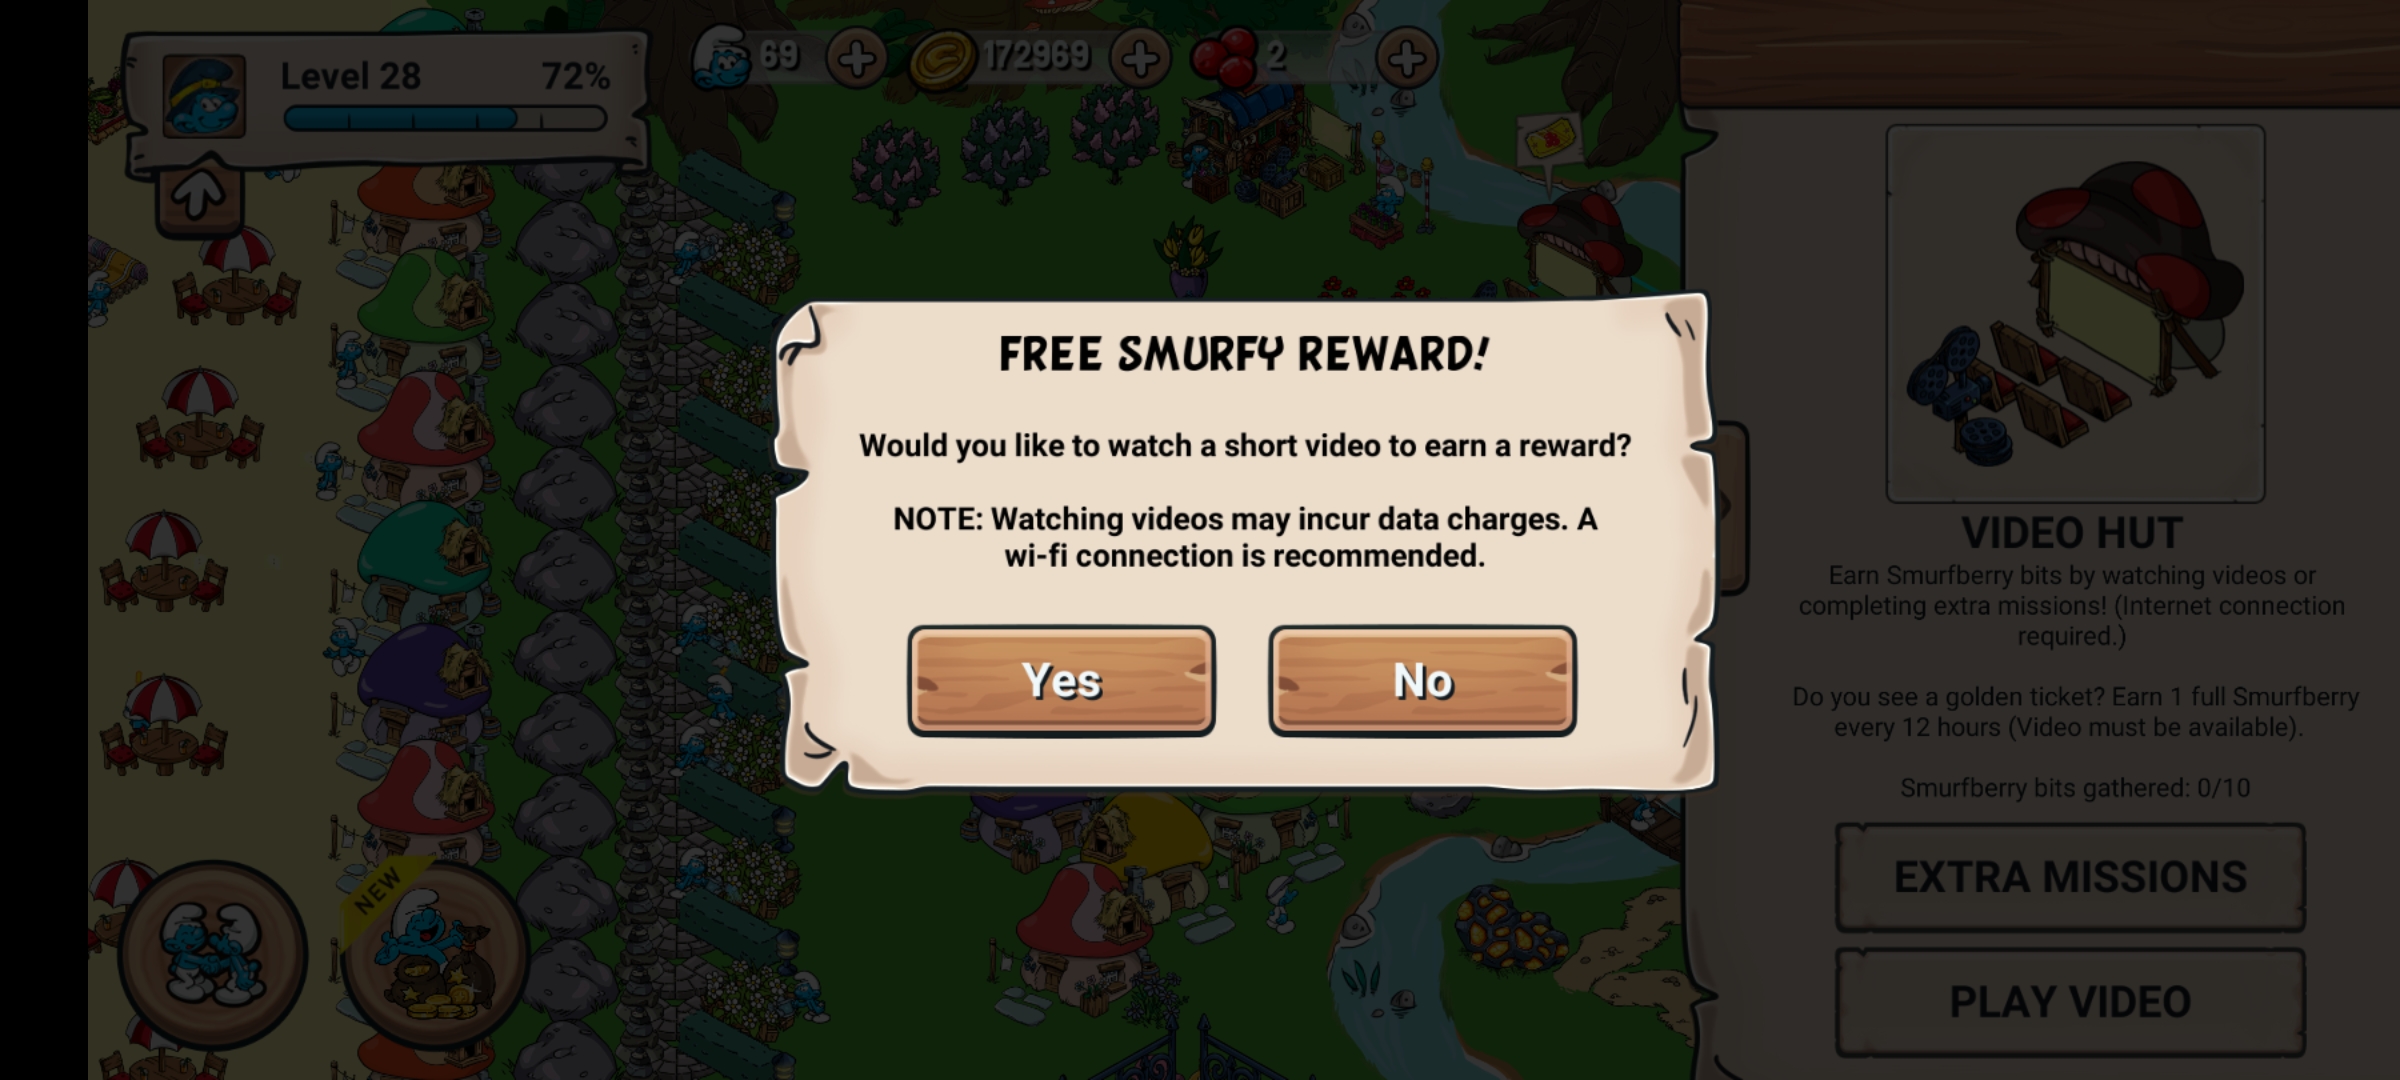 Level 28 72%
69
172969
2
FREE SMURFY REWARD!
Would you like to watch a short video to earn a reward?
NOTE: Watching videos may incur data charges. A
wi-fi connection is recommended.
Yes
No
VIDEO HUT
Earn Smurfberry bits by watching videos or
completing extra missions! (Internet connection
required.)
Do you see a golden ticket? Earn 1 full Smurfberry
every 12 hours (Video must be available).
Smurfberry bits gathered: 0/10
EXTRA MISSIONS
PLAY VIDEO
NEW